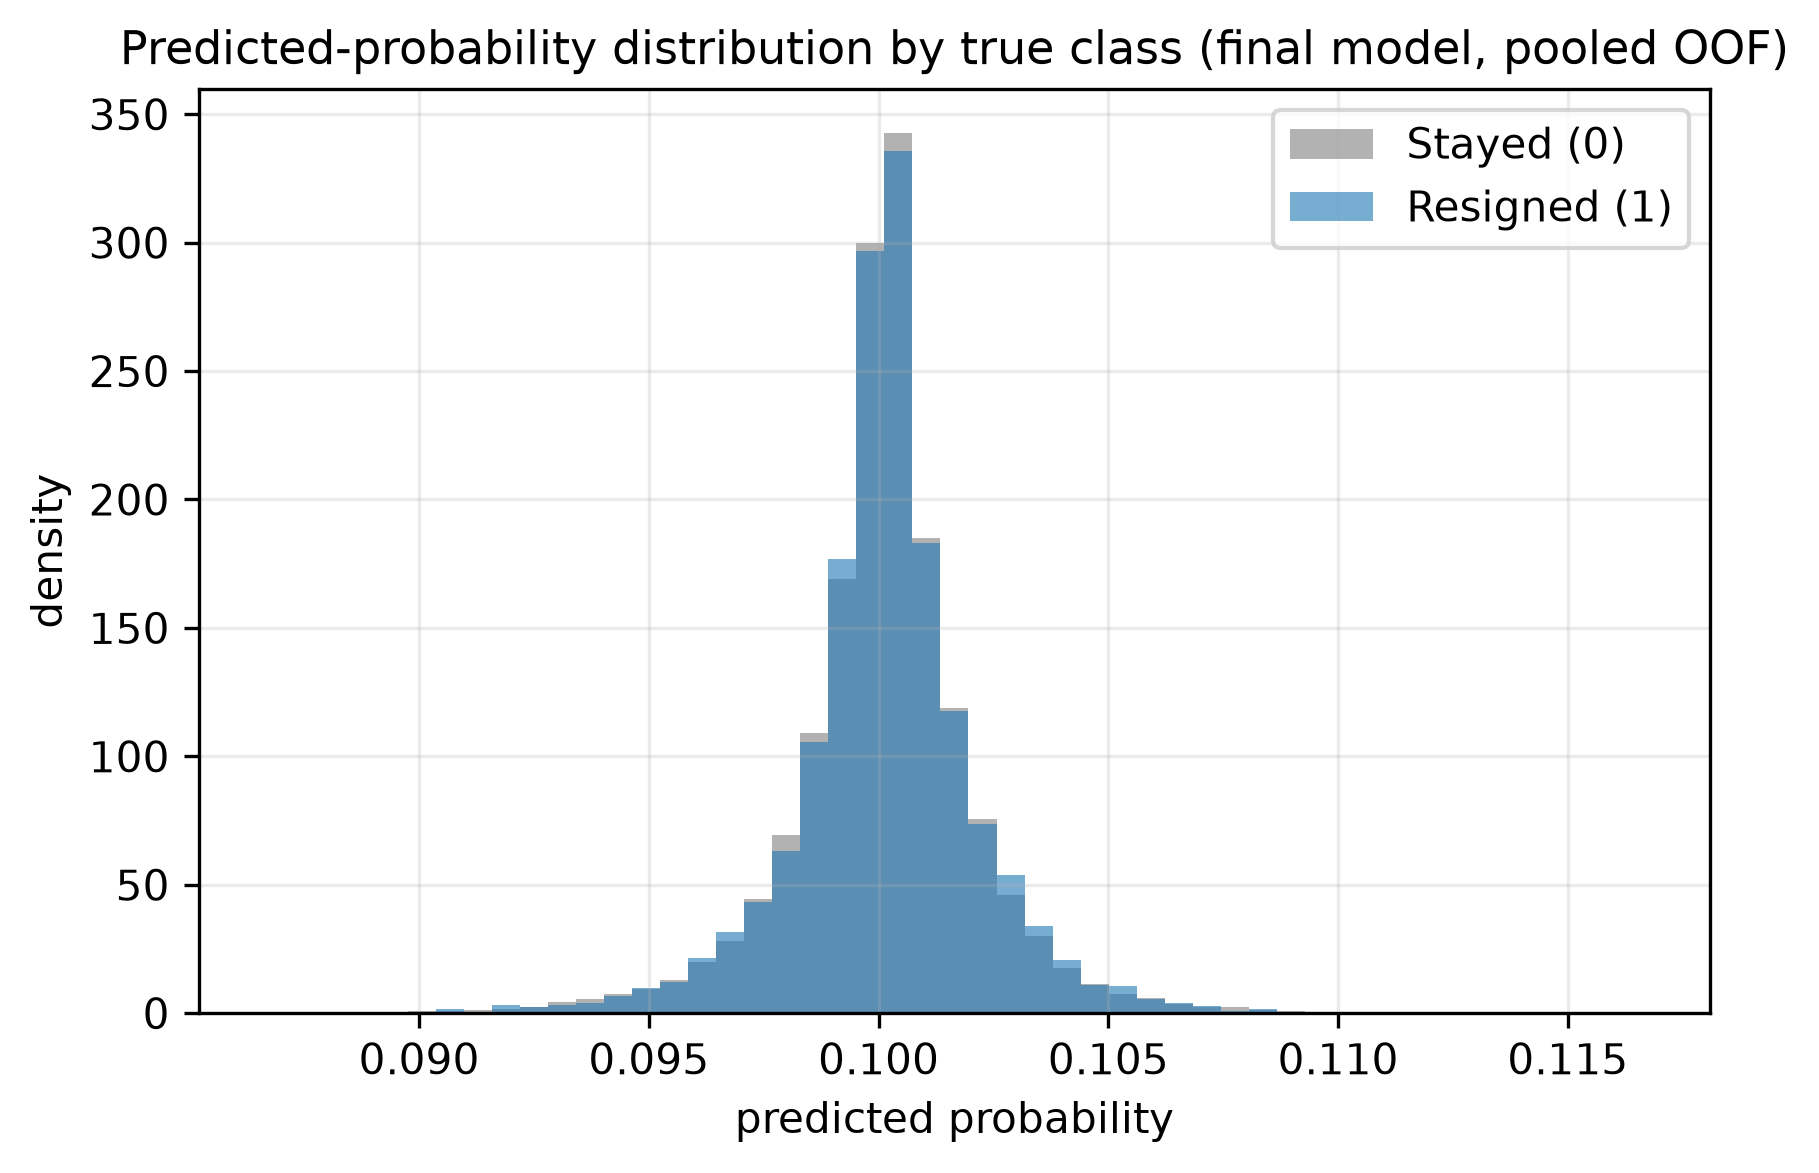 Predicted-probability distribution by true class (final model, pooled OOF)
350
300
250
200
150
100
50
0
density
Stayed (0)
Resigned (1)
0.090 0.095 0.100 0.105 0.110 0.115
predicted probability